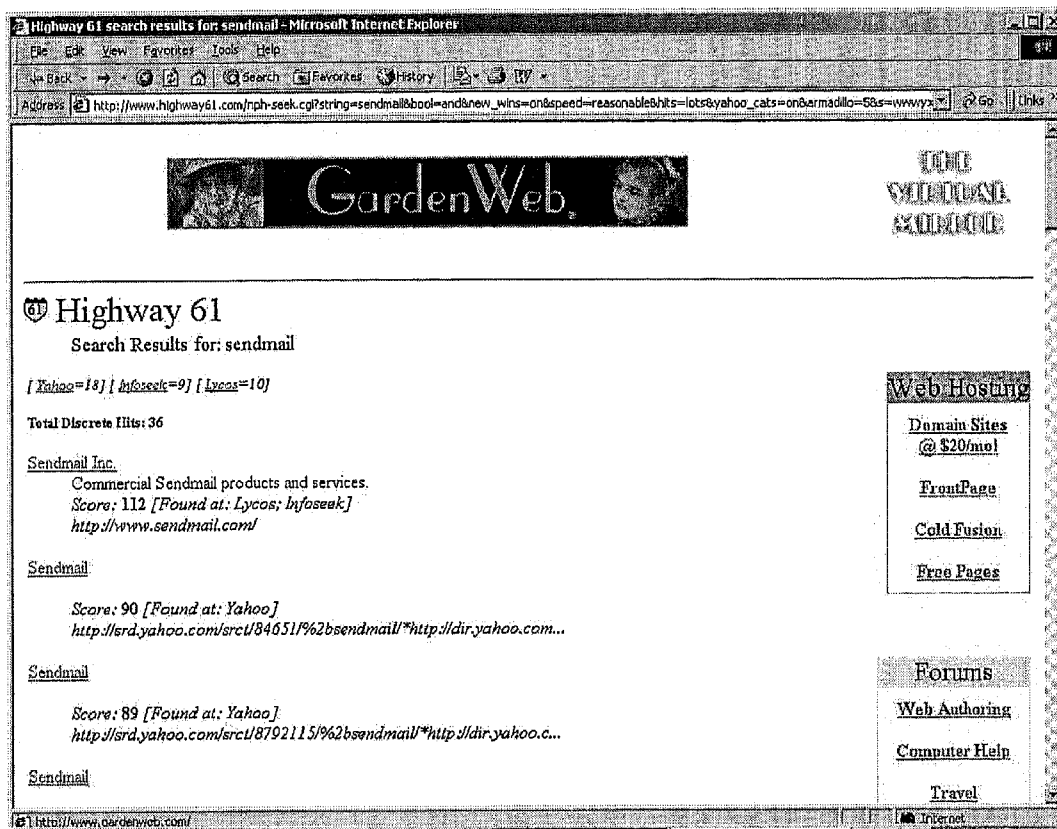 Highway 61 search results for: sendmail - Microsoft Internet Explorer
File Edit View Favorites Tools Help
Back Search Favorites History
Address http://www.highway61.com/nph-seek.cgi?string=sendmail&bool=and&new_wins=on&speed=reasonable&hits=lots&yahoo_cats=on&armadillo=5&s=wwwyx Go Links
GardenWeb.
61 Highway 61
Search Results for: sendmail
[ Yahoo=18] [ Infoseek=9] [ Lycos=10]
Total Discrete Hits: 36
Sendmail Inc.
Commercial Sendmail products and services.
Score: 112 [Found at: Lycos; Infoseek]
http://www.sendmail.com/
Sendmail
Score: 90 [Found at: Yahoo]
http://srd.yahoo.com/srct/84651/%2bsendmail/*http://dir.yahoo.com...
Sendmail
Score: 89 [Found at: Yahoo]
http://srd.yahoo.com/srct/8792115/%2bsendmail/*http://dir.yahoo.c...
Sendmail
Web Hosting
Domain Sites
@ $20/mo!
FrontPage
Cold Fusion
Free Pages
Forums
Web Authoring
Computer Help
Travel
http://www.gardenweb.com/
Internet